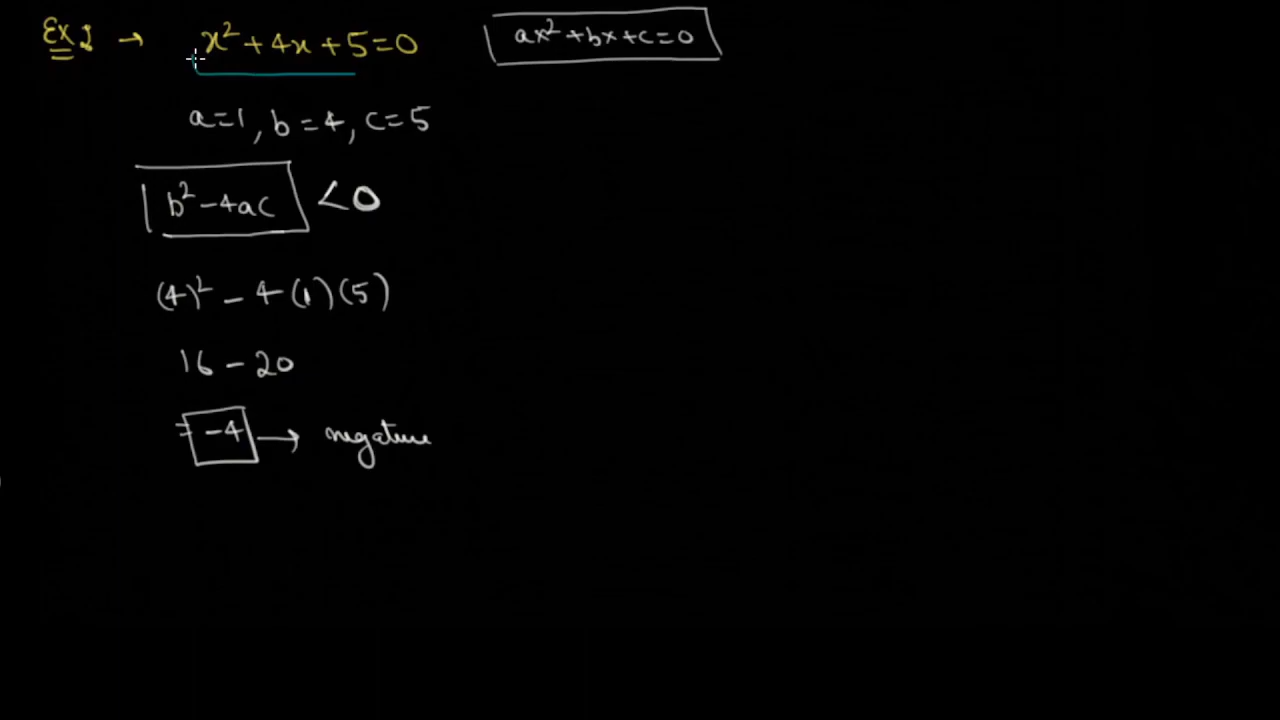 Ex 2 → x² + 4x + 5 = 0 ax² + bx + c = 0
a = 1, b = 4, c = 5
b² - 4ac < 0
(4)² - 4 (1) (5)
16 - 20
= -4 → negative